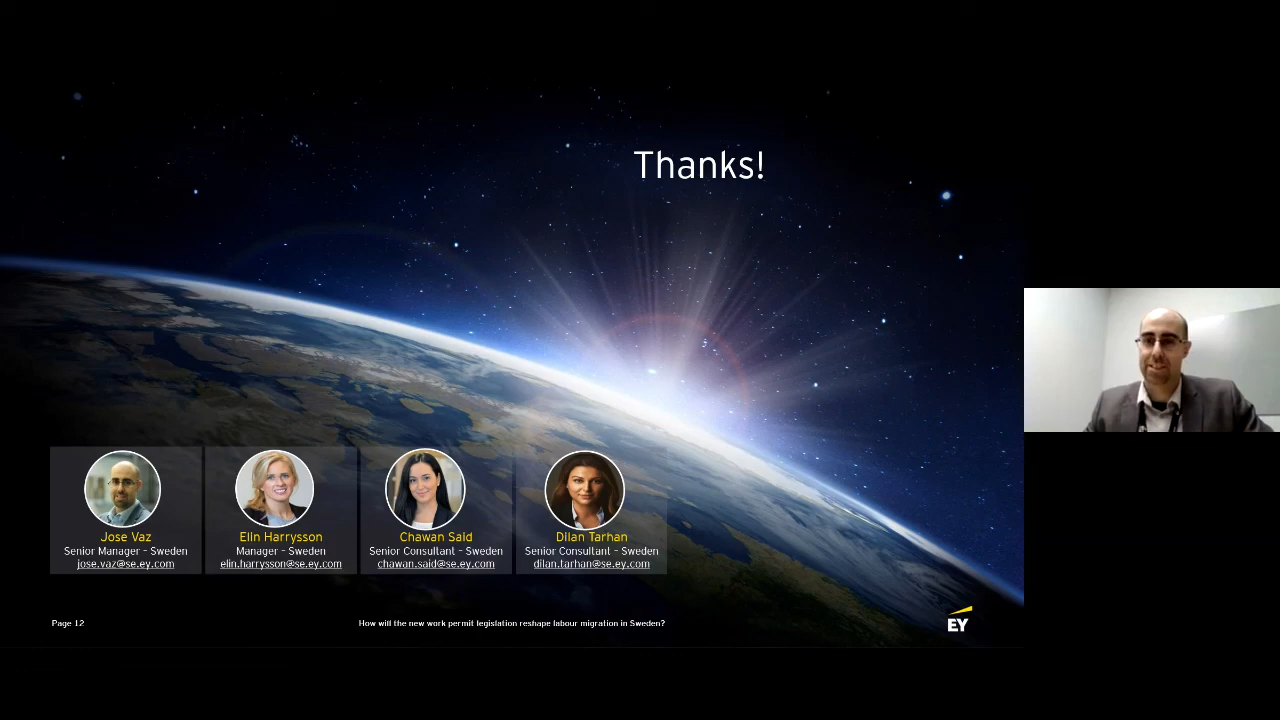 Thanks!
Jose Vaz
Senior Manager – Sweden
jose.vaz@se.ey.com
Elin Harrysson
Manager – Sweden
elin.harrysson@se.ey.com
Chawan Said
Senior Consultant – Sweden
chawan.said@se.ey.com
Dilan Tarhan
Senior Consultant – Sweden
dilan.tarhan@se.ey.com
Page 12
How will the new work permit legislation reshape labour migration in Sweden?
EY